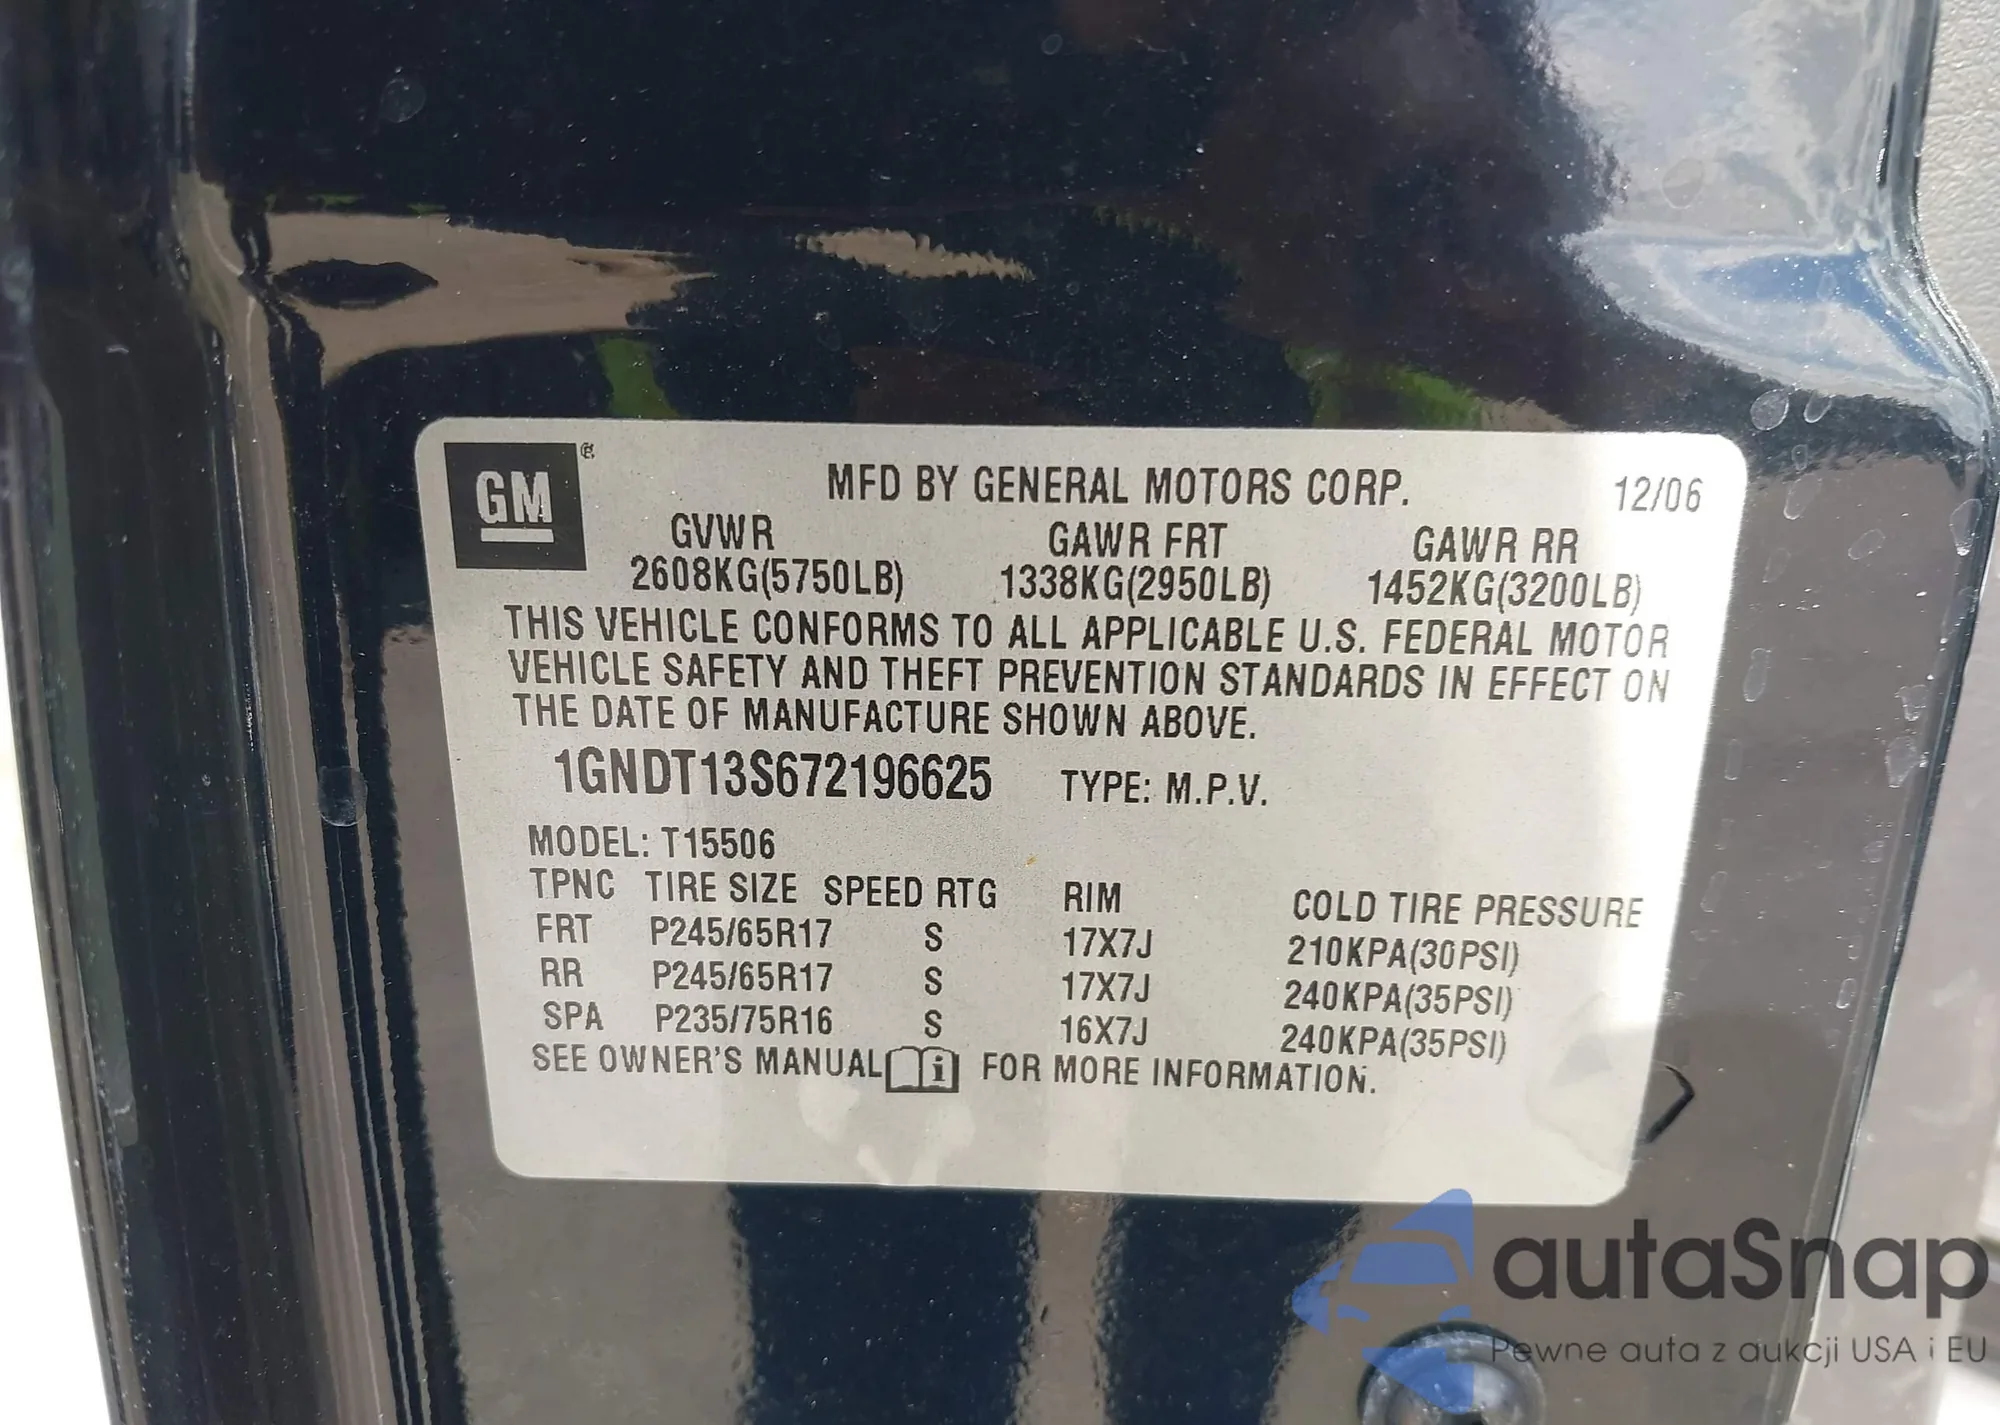 GM ®
MFD BY GENERAL MOTORS CORP. 12/06
GVWR GAWR FRT GAWR RR
2608KG(5750LB) 1338KG(2950LB) 1452KG(3200LB)
THIS VEHICLE CONFORMS TO ALL APPLICABLE U.S. FEDERAL MOTOR
VEHICLE SAFETY AND THEFT PREVENTION STANDARDS IN EFFECT ON
THE DATE OF MANUFACTURE SHOWN ABOVE.
1GNDT13S672196625 TYPE: M.P.V.
MODEL: T15506
TPNC TIRE SIZE SPEED RTG RIM COLD TIRE PRESSURE
FRT P245/65R17 S 17X7J 210KPA(30PSI)
RR P245/65R17 S 17X7J 240KPA(35PSI)
SPA P235/75R16 S 16X7J 240KPA(35PSI)
SEE OWNER'S MANUAL i FOR MORE INFORMATION.
autaSnap
Pewne auta z aukcji USA i EU